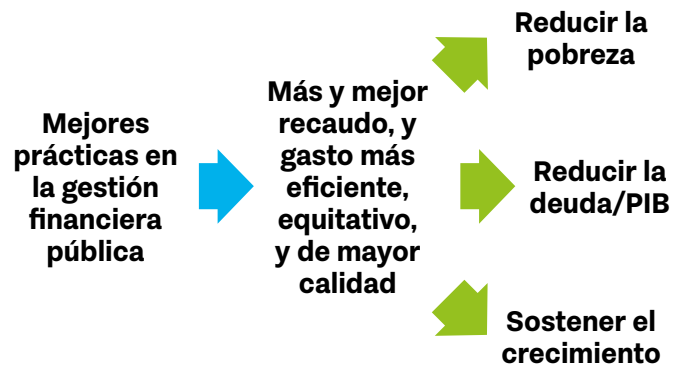 Mejores
prácticas en
la gestión
financiera
pública
Más y mejor
recaudo, y
gasto más
eficiente,
equitativo,
y de mayor
calidad
Reducir la
pobreza
Reducir la
deuda/PIB
Sostener el
crecimiento